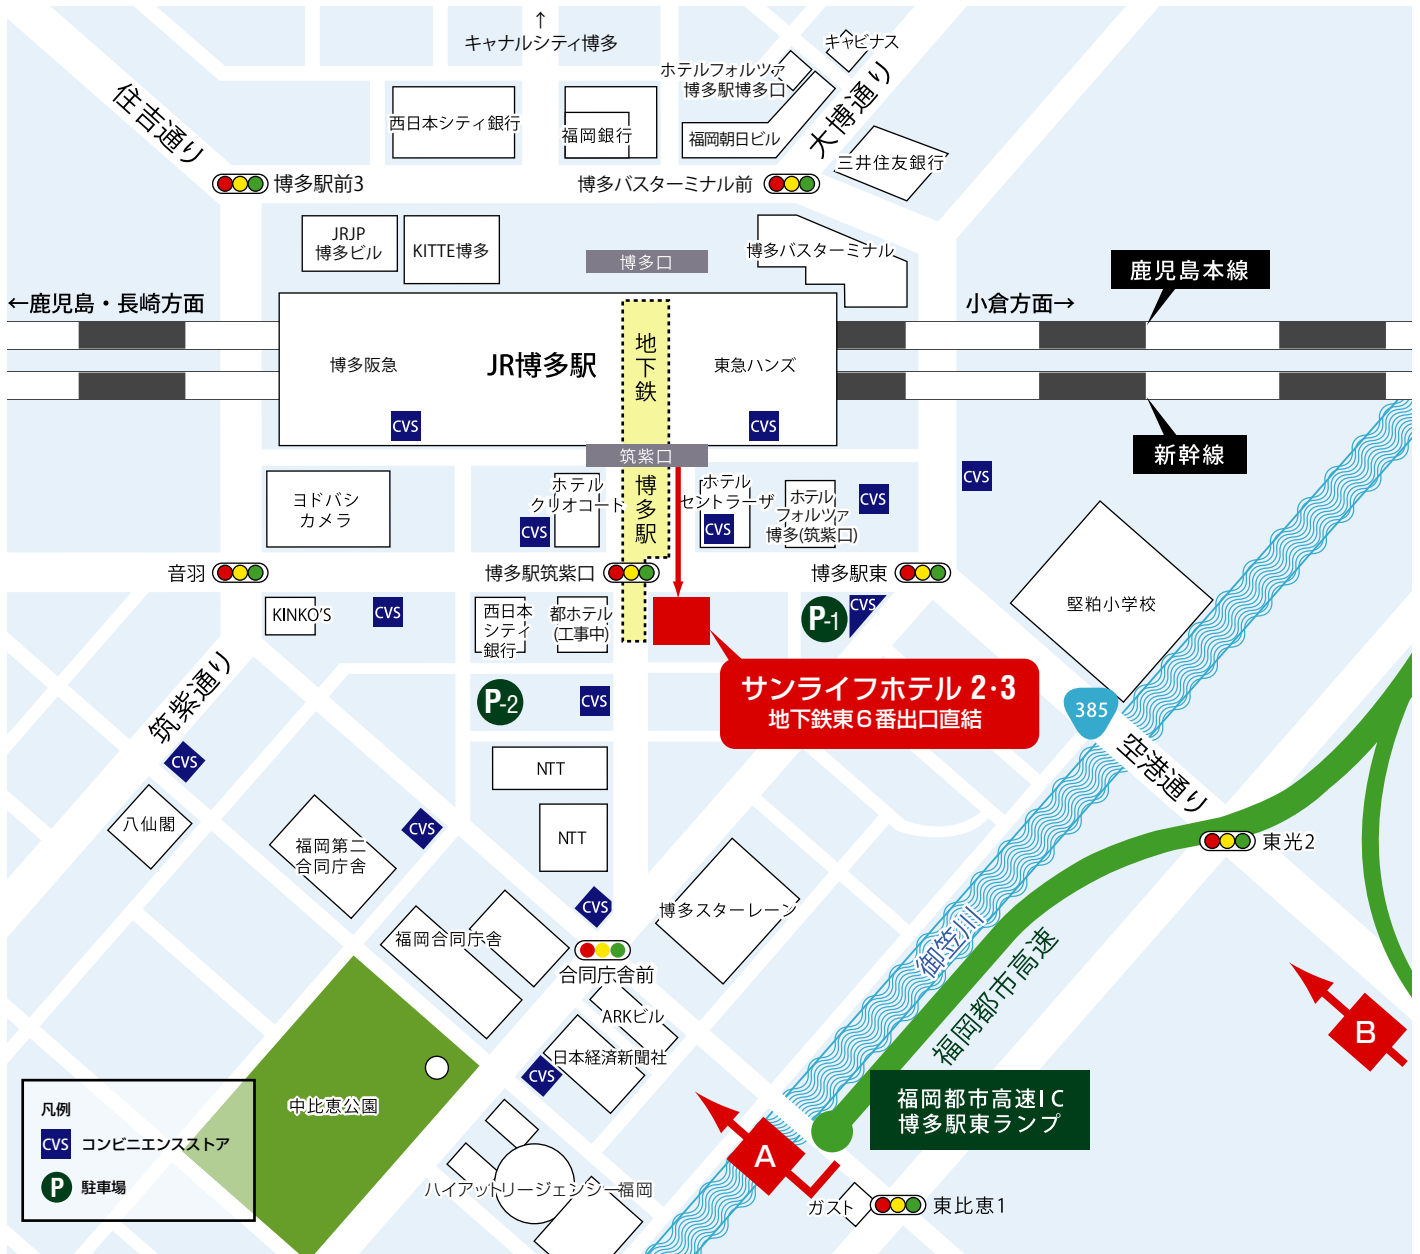 ↑
キャナルシティ博多
キャビナス
ホテルフォルツァ
博多駅博多口
住吉通り
西日本シティ銀行
福岡銀行
福岡朝日ビル
大博通り
三井住友銀行
博多駅前3
博多バスターミナル前
JRJP
博多ビル
KITTE博多
博多口
博多バスターミナル
鹿児島本線
←鹿児島・長崎方面
小倉方面→
博多阪急
JR博多駅
地下鉄
東急ハンズ
CVS
CVS
筑紫口
新幹線
ヨドバシ
カメラ
ホテル
クリオコート
CVS
博多駅
ホテル
セントラーザ
CVS
ホテル
フォルツァ
博多(筑紫口)
CVS
CVS
音羽
博多駅筑紫口
博多駅東
堅粕小学校
KINKO'S
CVS
西日本
シティ
銀行
都ホテル
(工事中)
P-1
CVS
サンライフホテル 2・3
地下鉄東6番出口直結
筑紫通り
P-2
CVS
385
空港通り
CVS
NTT
八仙閣
CVS
NTT
福岡第二
合同庁舎
東光2
CVS
博多スターレーン
福岡合同庁舎
御笠川
合同庁舎前
福岡都市高速
ARKビル
B
日本経済新聞社
CVS
凡例
CVS コンビニエンスストア
P 駐車場
中比恵公園
福岡都市高速IC
博多駅東ランプ
A
ハイアットリージェンシー福岡
ガスト
東比恵1